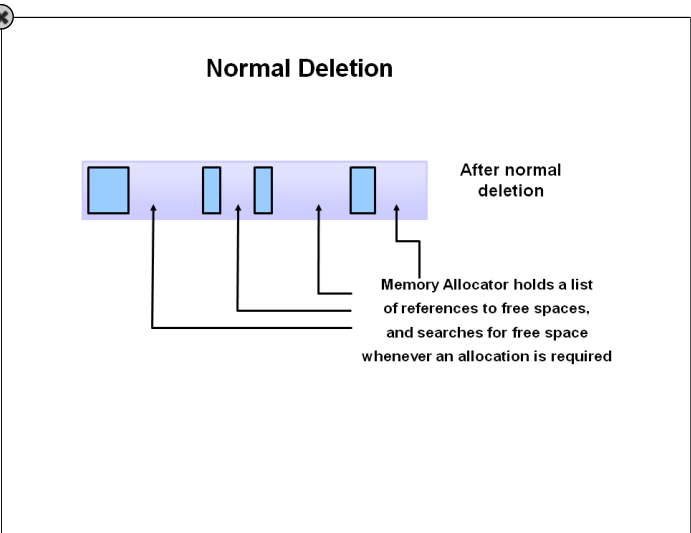 Normal Deletion
After normal
deletion
Memory Allocator holds a list
of references to free spaces,
and searches for free space
whenever an allocation is required